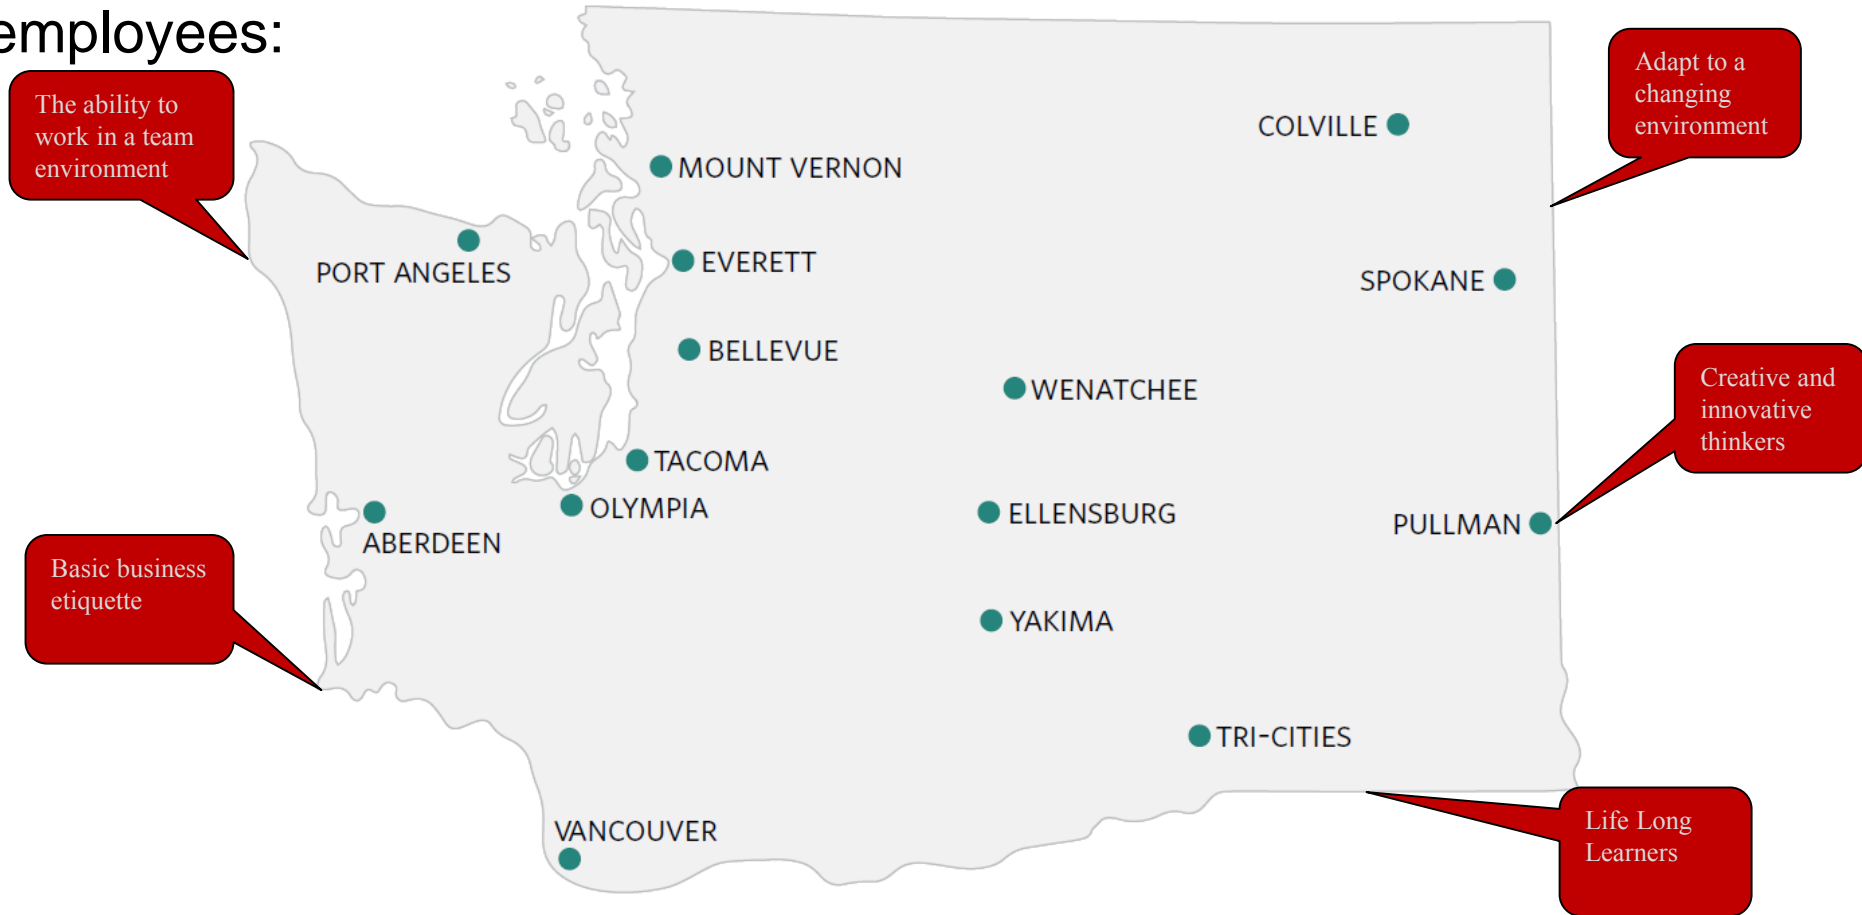 employees:
The ability to
work in a team
environment
Adapt to a
changing
environment
COLVILLE
MOUNT VERNON
PORT ANGELES
EVERETT
SPOKANE
BELLEVUE
WENATCHEE
Creative and
innovative
thinkers
TACOMA
OLYMPIA
ELLENSBURG
PULLMAN
ABERDEEN
Basic business
etiquette
YAKIMA
TRI-CITIES
VANCOUVER
Life Long
Learners